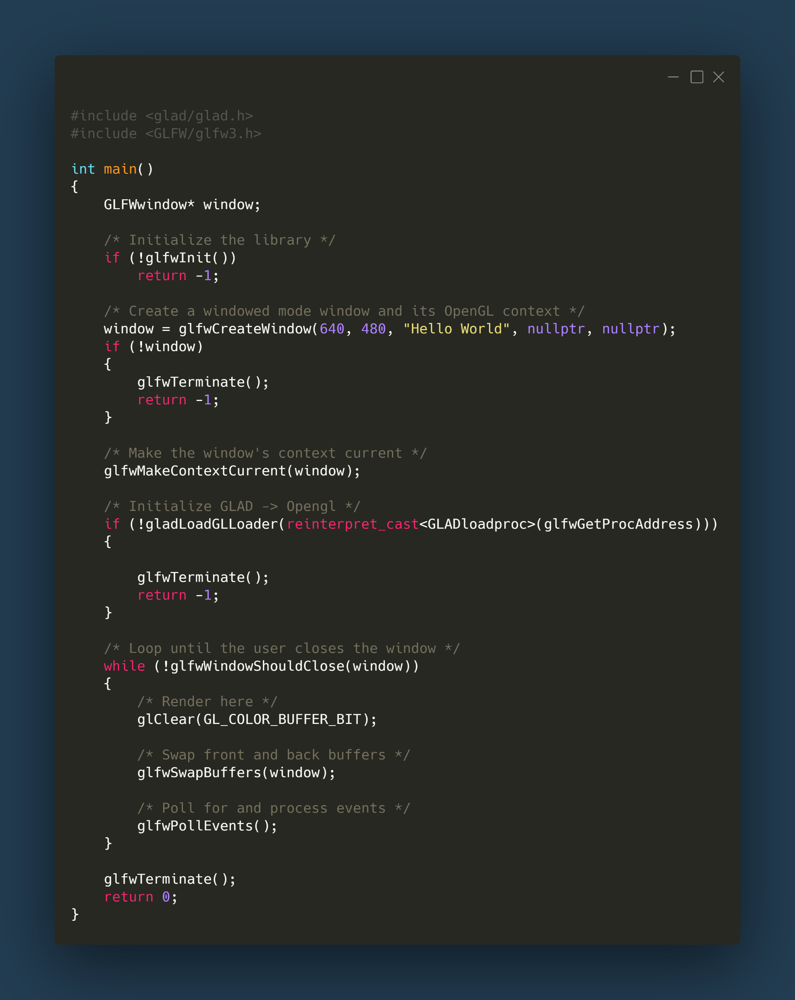 #include <glad/glad.h>
#include <GLFW/glfw3.h>

int main()
{
    GLFWwindow* window;

    /* Initialize the library */
    if (!glfwInit())
        return -1;

    /* Create a windowed mode window and its OpenGL context */
    window = glfwCreateWindow(640, 480, "Hello World", nullptr, nullptr);
    if (!window)
    {
        glfwTerminate();
        return -1;
    }

    /* Make the window's context current */
    glfwMakeContextCurrent(window);

    /* Initialize GLAD -> Opengl */
    if (!gladLoadGLLoader(reinterpret_cast<GLADloadproc>(glfwGetProcAddress)))
    {

        glfwTerminate();
        return -1;
    }

    /* Loop until the user closes the window */
    while (!glfwWindowShouldClose(window))
    {
        /* Render here */
        glClear(GL_COLOR_BUFFER_BIT);

        /* Swap front and back buffers */
        glfwSwapBuffers(window);

        /* Poll for and process events */
        glfwPollEvents();
    }

    glfwTerminate();
    return 0;
}